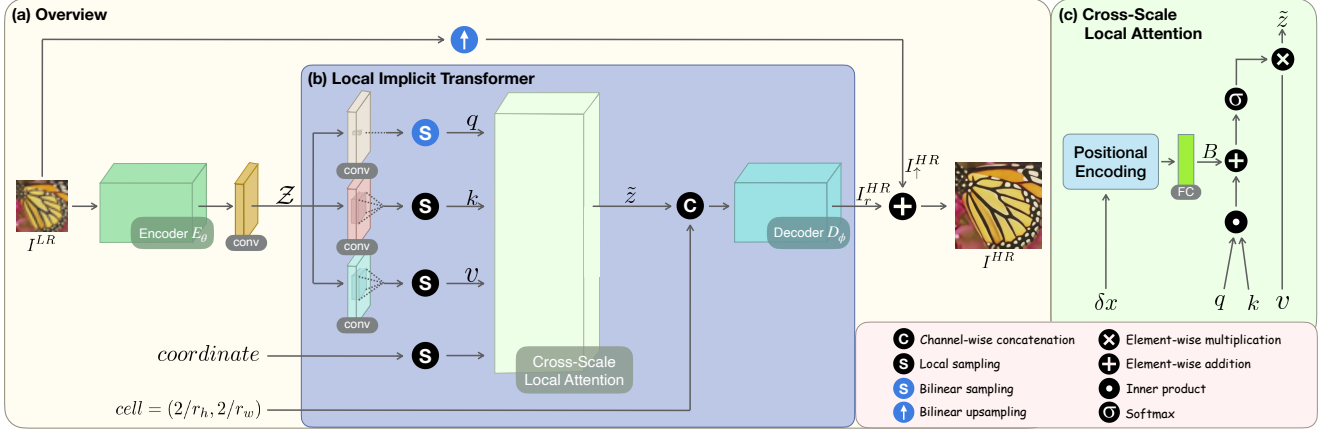 (a) Overview
(b) Local Implicit Transformer
I^{LR}
Encoder E_θ
conv
Z
conv
conv
conv
S
S
S
S
q
k
v
coordinate
cell = (2/r_h, 2/r_w)
Cross-Scale
Local Attention
z̃
C
Decoder D_ϕ
I_r^{HR}
I_↑^{HR}
I^{HR}
(c) Cross-Scale
Local Attention
z̃
σ
Positional
Encoding
FC
B
δx
q
k
v
C Channel-wise concatenation
S Local sampling
S Bilinear sampling
Bilinear upsampling
Element-wise multiplication
Element-wise addition
Inner product
σ Softmax